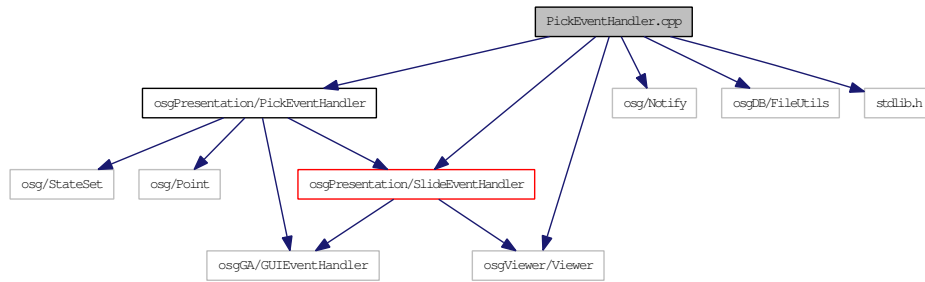 PickEventHandler.cpp
osgPresentation/PickEventHandler
osg/Notify
osgDB/FileUtils
stdlib.h
osg/StateSet
osg/Point
osgPresentation/SlideEventHandler
osgGA/GUIEventHandler
osgViewer/Viewer